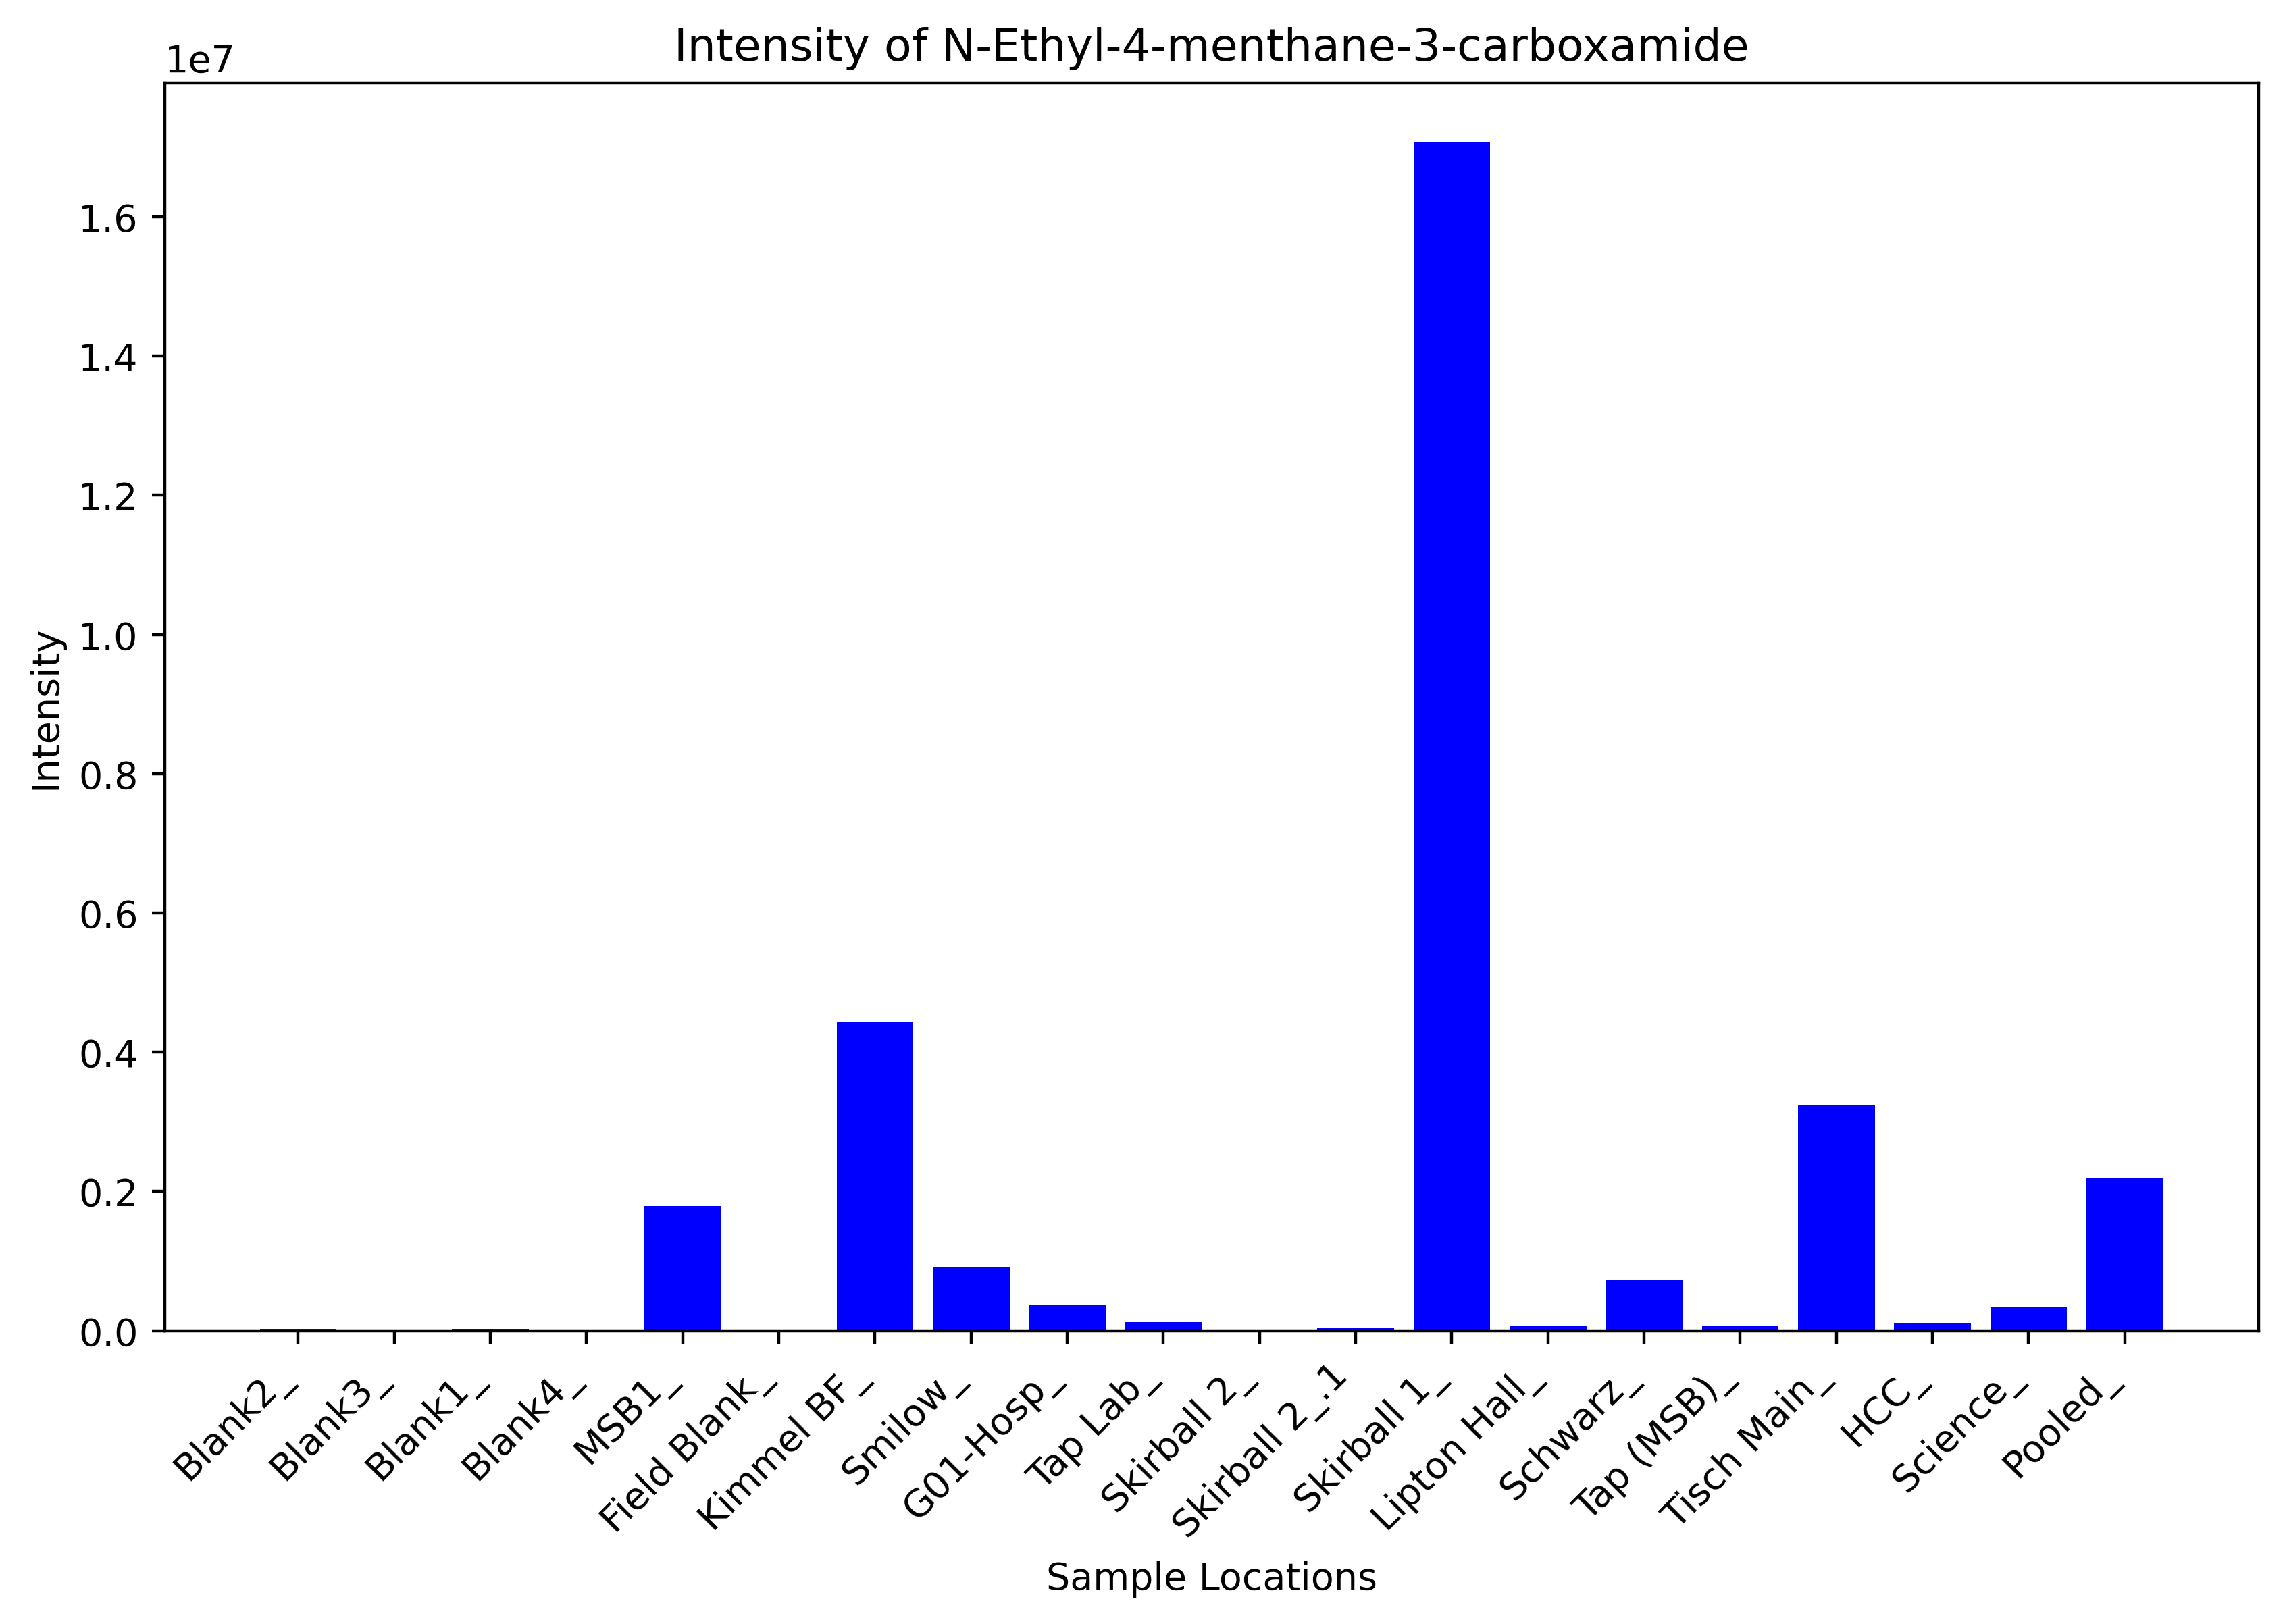 Intensity of N-Ethyl-4-menthane-3-carboxamide
1e7
1.6
1.4
1.2
1.0
0.8
0.6
0.4
0.2
0.0
Intensity
Blank2_
Blank3_
Blank1_
Blank4_
MSB1_
Field Blank_
Kimmel BF_
Smilow_
G01-Hosp_
Tap Lab_
Skirball 2_
Skirball 2_.1
Skirball 1_
Lipton Hall_
Schwarz_
Tap (MSB)_
Tisch Main_
HCC_
Science_
Pooled_
Sample Locations